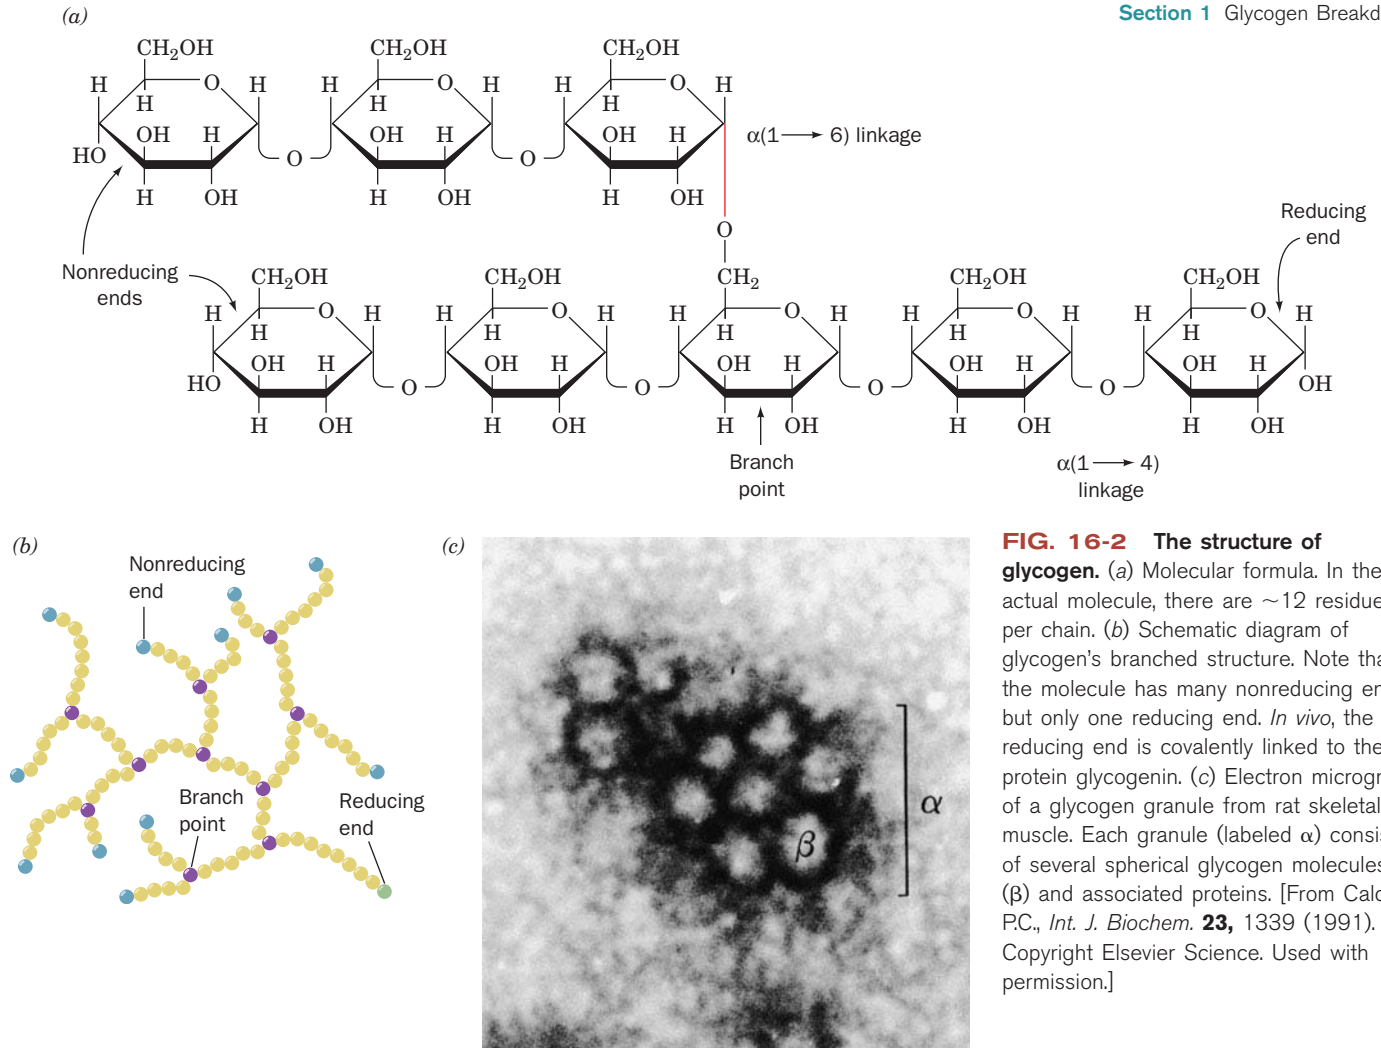 (a)
Section 1 Glycogen Breakd
CH₂OH CH₂OH CH₂OH
H O H H O H H O H
H H H
OH H OH H OH H α(1⟶ 6) linkage
HO O O
H OH H OH H OH
Reducing
end
O
Nonreducing
ends
CH₂OH CH₂OH CH₂ CH₂OH CH₂OH
H O H H O H H O H H O H H O H
H H H H H
OH H OH H OH H OH H OH H
HO O O O O OH
H OH H OH H OH H OH H OH
Branch
point
α(1⟶ 4)
linkage
(b)
Nonreducing
end
Branch
point
Reducing
end
(c)
α
β
FIG. 16-2 The structure of
glycogen. (a) Molecular formula. In the
actual molecule, there are ~12 residue
per chain. (b) Schematic diagram of
glycogen's branched structure. Note tha
the molecule has many nonreducing en
but only one reducing end. In vivo, the
reducing end is covalently linked to the
protein glycogenin. (c) Electron microgr
of a glycogen granule from rat skeletal
muscle. Each granule (labeled α) consis
of several spherical glycogen molecules
(β) and associated proteins. [From Calc
P.C., Int. J. Biochem. 23, 1339 (1991).
Copyright Elsevier Science. Used with
permission.]